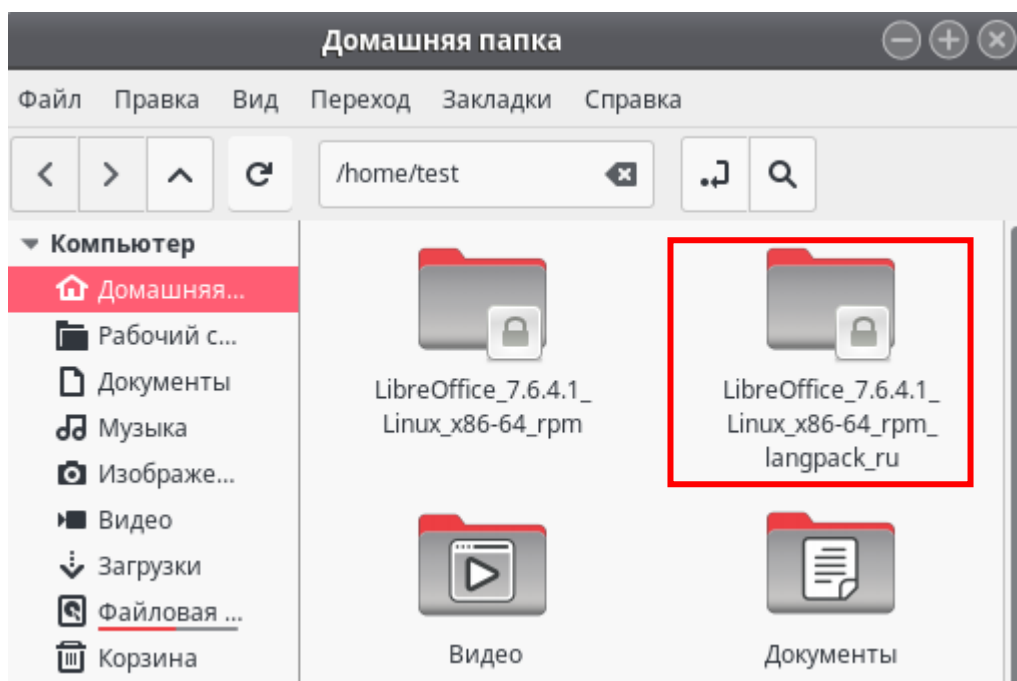 Домашняя папка
Файл Правка Вид Переход Закладки Справка
/home/test
Компьютер
Домашняя...
Рабочий с...
Документы
Музыка
Изображе...
Видео
Загрузки
Файловая ...
Корзина
LibreOffice_7.6.4.1_
Linux_x86-64_rpm
LibreOffice_7.6.4.1_
Linux_x86-64_rpm_
langpack_ru
Видео
Документы